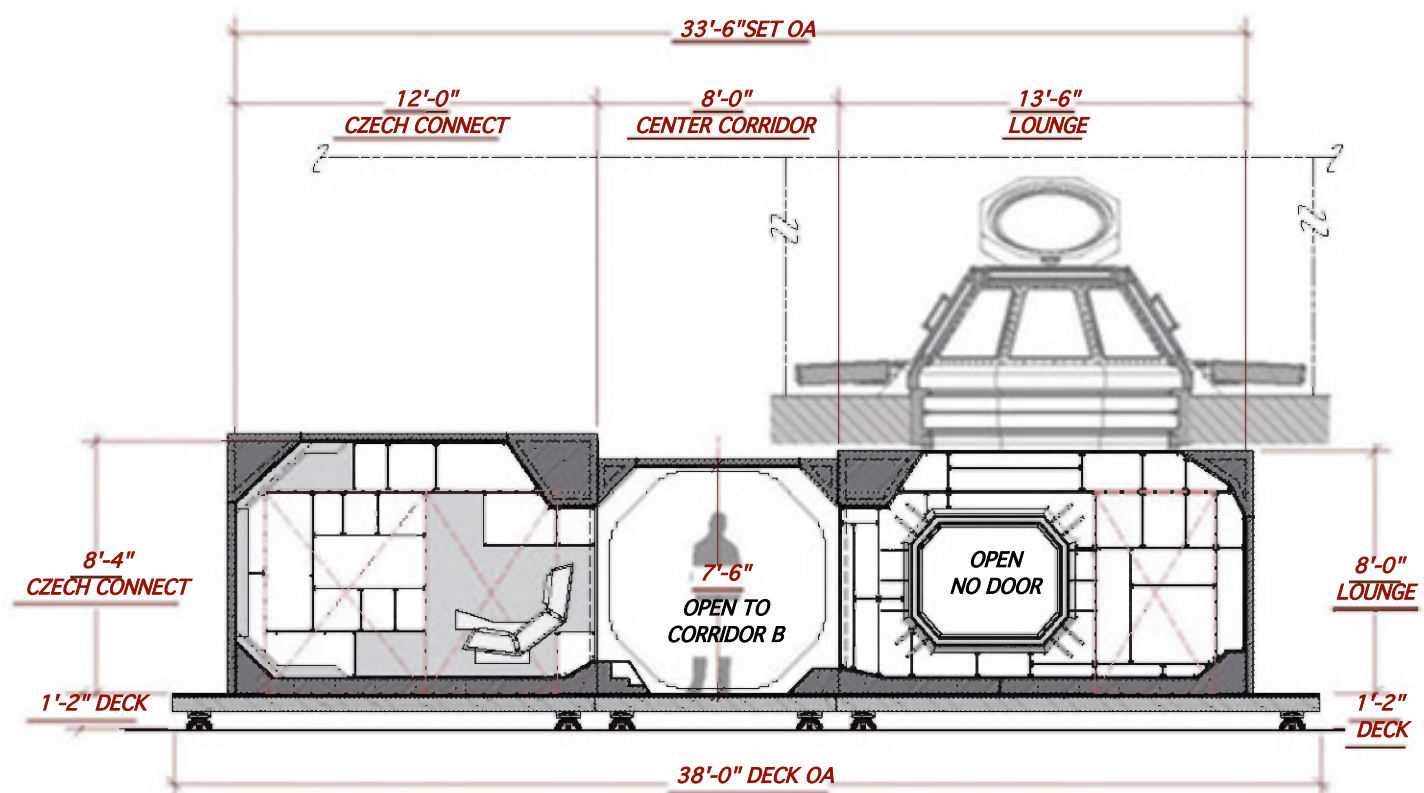 33'-6"SET OA
12'-0"
CZECH CONNECT
8'-0"
CENTER CORRIDOR
13'-6"
LOUNGE
8'-4"
CZECH CONNECT
7'-6"
OPEN TO
CORRIDOR B
OPEN
NO DOOR
8'-0"
LOUNGE
1'-2" DECK
1'-2"
DECK
38'-0" DECK OA